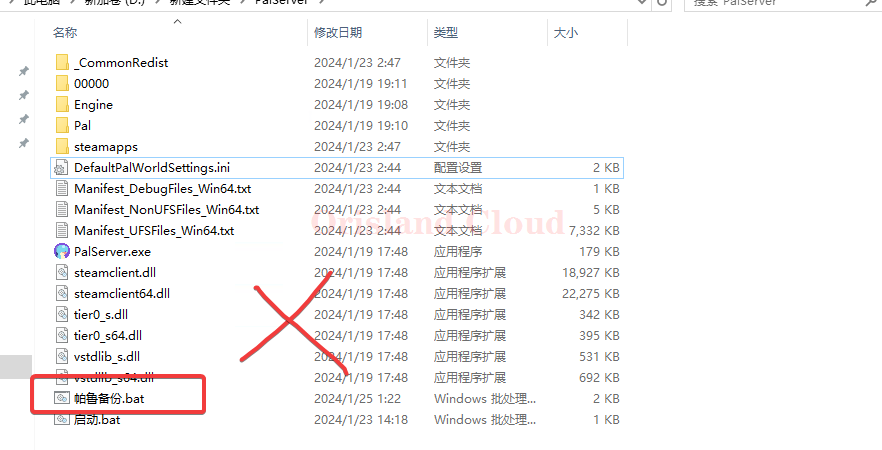 此电脑 > 新加卷 (D:) > 新建文件夹 > PalServer >
搜索 PalServer
名称 修改日期 类型 大小
_CommonRedist 2024/1/23 2:47 文件夹
00000 2024/1/19 19:11 文件夹
Engine 2024/1/19 19:08 文件夹
Pal 2024/1/19 19:10 文件夹
steamapps 2024/1/23 2:47 文件夹
DefaultPalWorldSettings.ini 2024/1/23 2:44 配置设置 2 KB
Manifest_DebugFiles_Win64.txt 2024/1/23 2:44 文本文档 1 KB
Manifest_NonUFSFiles_Win64.txt 2024/1/23 2:44 文本文档 5 KB
Manifest_UFSFiles_Win64.txt 2024/1/23 2:44 文本文档 7,332 KB
Orisland Cloud
PalServer.exe 2024/1/19 17:48 应用程序 179 KB
steamclient.dll 2024/1/19 17:48 应用程序扩展 18,927 KB
steamclient64.dll 2024/1/19 17:48 应用程序扩展 22,275 KB
tier0_s.dll 2024/1/19 17:48 应用程序扩展 342 KB
tier0_s64.dll 2024/1/19 17:48 应用程序扩展 395 KB
vstdlib_s.dll 2024/1/19 17:48 应用程序扩展 531 KB
vstdlib_s64.dll 2024/1/19 17:48 应用程序扩展 692 KB
帕鲁备份.bat 2024/1/25 1:22 Windows 批处理... 2 KB
启动.bat 2024/1/23 14:18 Windows 批处理... 1 KB